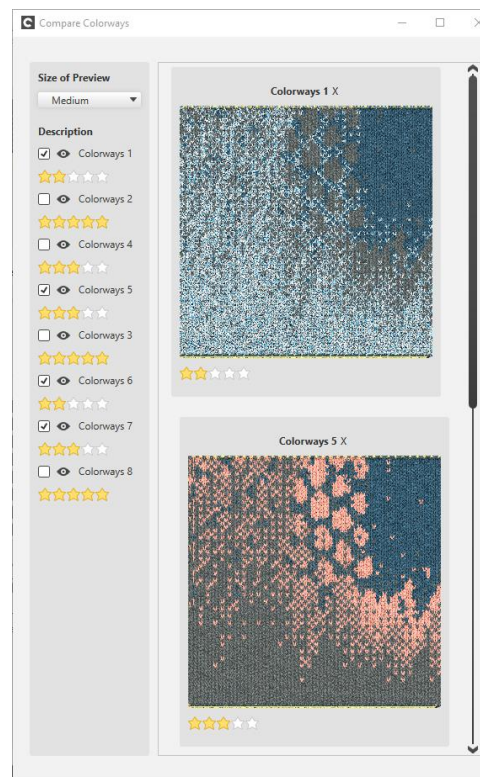 Compare Colorways
Size of Preview
Medium
Description
Colorways 1
Colorways 2
Colorways 4
Colorways 5
Colorways 3
Colorways 6
Colorways 7
Colorways 8
Colorways 1 X
Colorways 5 X